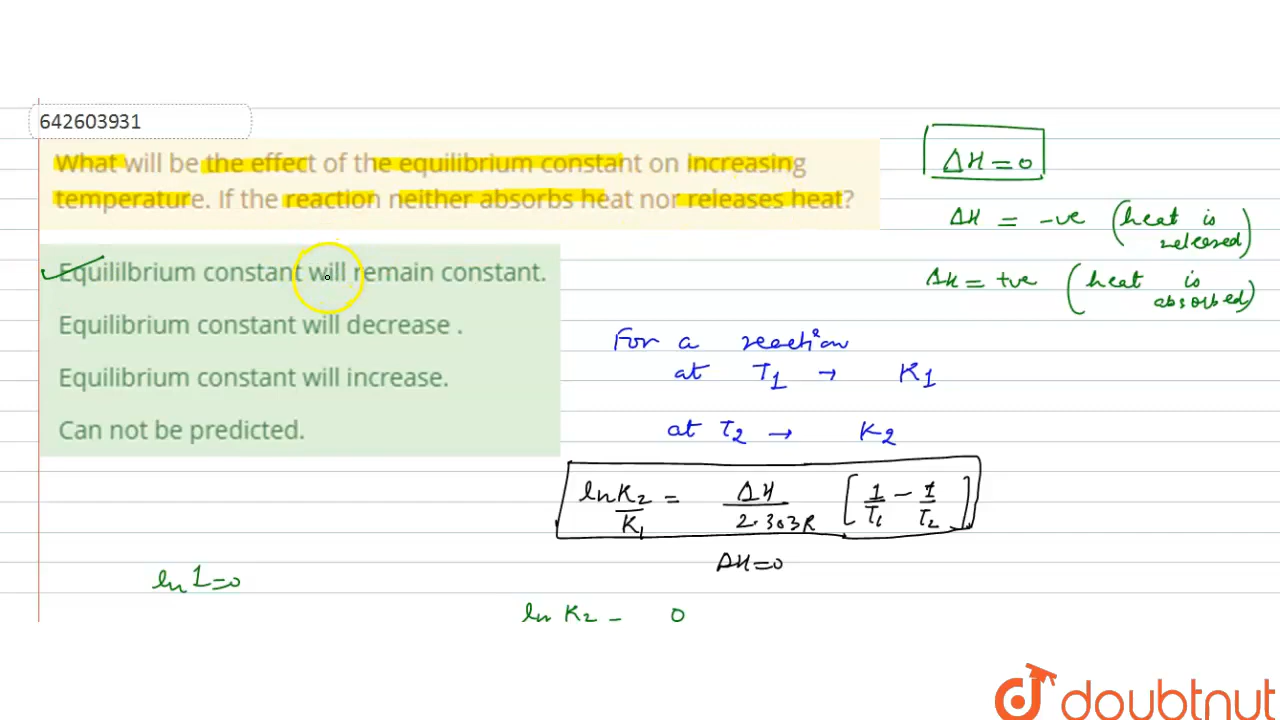 642603931
What will be the effect of the equilibrium constant on increasing
temperature. If the reaction neither absorbs heat nor releases heat?
Equililbrium constant will remain constant.
Equilibrium constant will decrease .
Equilibrium constant will increase.
Can not be predicted.
ΔH = 0
ΔH = -ve (heat is
released)
ΔH = +ve (heat is
absorbed)
For a reaction
at T1 → K1
at T2 → K2
ln K2/K1 = ΔH/2.303R [1/T1 - 1/T2]
ΔH=0
ln 1=0
ln K2 - 0
doubtnut